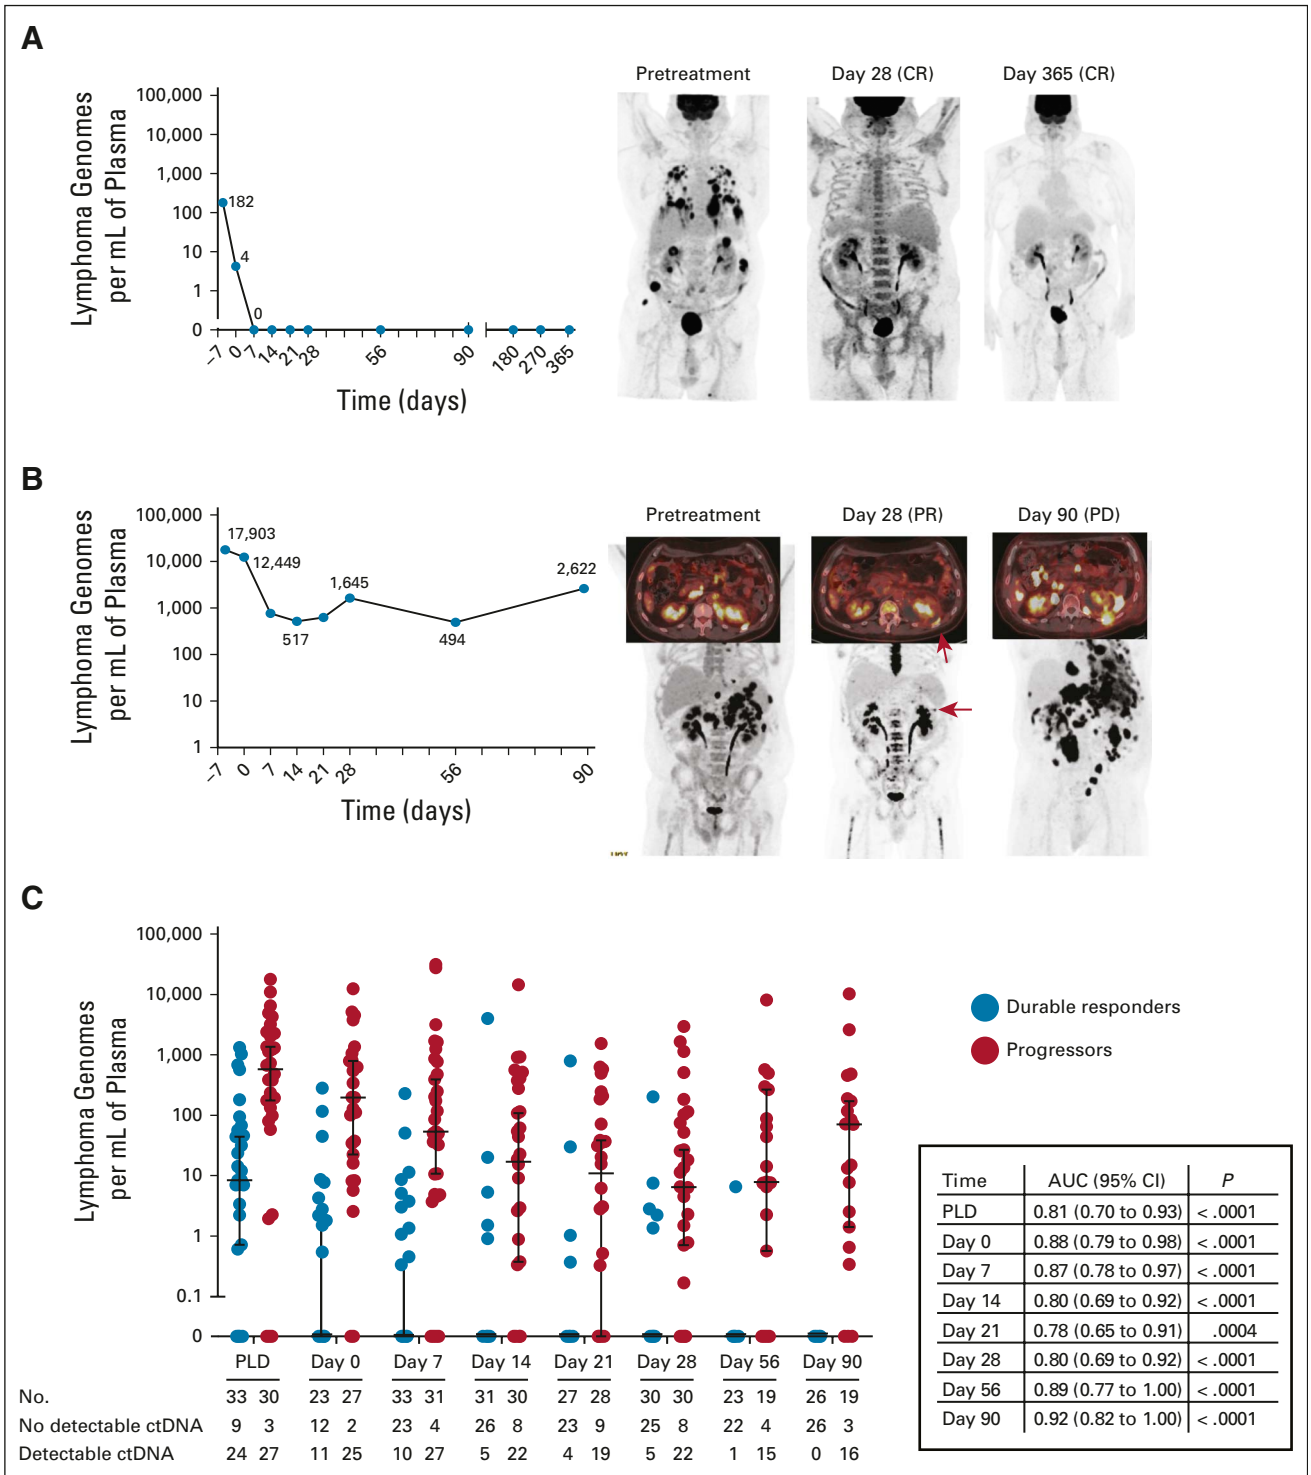 A
Lymphoma Genomes
per mL of Plasma
100,000
10,000
1,000
100
10
1
0
182
4
0
−7 0 7 14 21 28 56 90 180 270 365
Time (days)
Pretreatment Day 28 (CR) Day 365 (CR)
B
Lymphoma Genomes
per mL of Plasma
100,000
10,000
1,000
100
10
1
17,903
12,449
517
1,645
494
2,622
−7 0 7 14 21 28 56 90
Time (days)
Pretreatment Day 28 (PR) Day 90 (PD)
C
Lymphoma Genomes
per mL of Plasma
100,000
10,000
1,000
100
10
1
0.1
0
Durable responders
Progressors
PLD Day 0 Day 7 Day 14 Day 21 Day 28 Day 56 Day 90
No. 33 30 23 27 33 31 31 30 27 28 30 30 23 19 26 19
No detectable ctDNA 9 3 12 2 23 4 26 8 23 9 25 8 22 4 26 3
Detectable ctDNA 24 27 11 25 10 27 5 22 4 19 5 22 1 15 0 16
Time AUC (95% CI) P
PLD 0.81 (0.70 to 0.93) < .0001
Day 0 0.88 (0.79 to 0.98) < .0001
Day 7 0.87 (0.78 to 0.97) < .0001
Day 14 0.80 (0.69 to 0.92) < .0001
Day 21 0.78 (0.65 to 0.91) .0004
Day 28 0.80 (0.69 to 0.92) < .0001
Day 56 0.89 (0.77 to 1.00) < .0001
Day 90 0.92 (0.82 to 1.00) < .0001